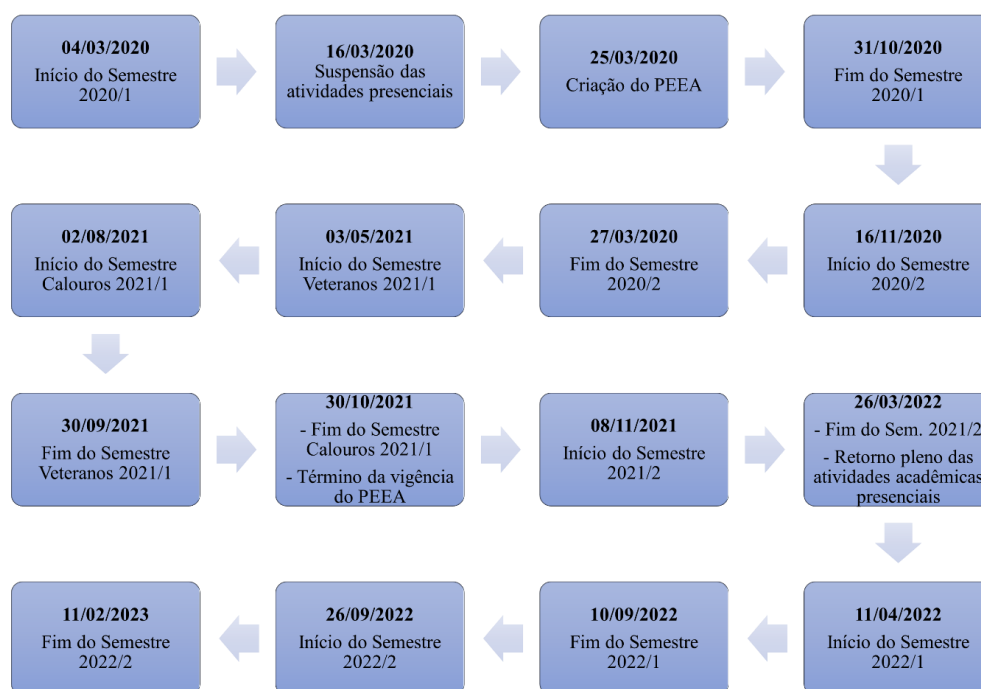 04/03/2020
Início do Semestre
2020/1
16/03/2020
Suspensão das
atividades presenciais
25/03/2020
Criação do PEEA
31/10/2020
Fim do Semestre
2020/1
16/11/2020
Início do Semestre
2020/2
27/03/2020
Fim do Semestre
2020/2
03/05/2021
Início do Semestre
Veteranos 2021/1
02/08/2021
Início do Semestre
Calouros 2021/1
30/09/2021
Fim do Semestre
Veteranos 2021/1
30/10/2021
- Fim do Semestre
Calouros 2021/1
- Término da vigência
do PEEA
08/11/2021
Início do Semestre
2021/2
26/03/2022
- Fim do Sem. 2021/2
- Retorno pleno das
atividades acadêmicas
presenciais
11/04/2022
Início do Semestre
2022/1
10/09/2022
Fim do Semestre
2022/1
26/09/2022
Início do Semestre
2022/2
11/02/2023
Fim do Semestre
2022/2